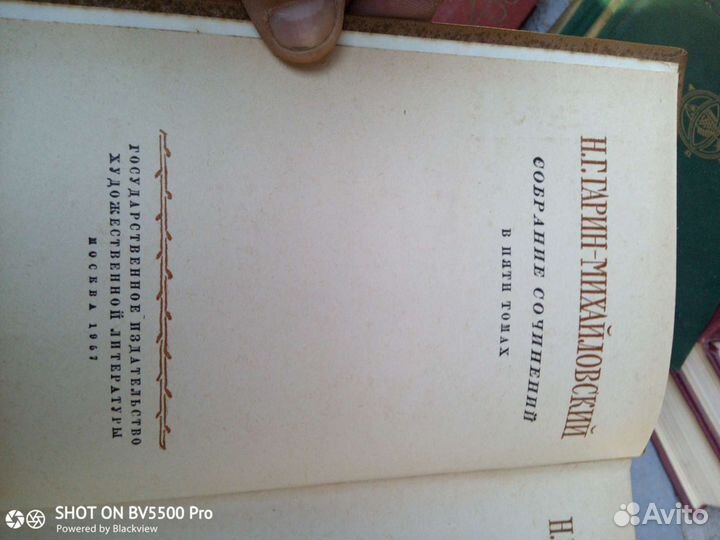 Н.Г.ГАРИН-МИХАЙЛОВСКИЙ
СОБРАНИЕ СОЧИНЕНИЙ
В ПЯТИ ТОМАХ
ГОСУДАРСТВЕННОЕ ИЗДАТЕЛЬСТВО
ХУДОЖЕСТВЕННОЙ ЛИТЕРАТУРЫ
МОСКВА 1957
Н.
SHOT ON BV5500 Pro
Powered by Blackview
Avito